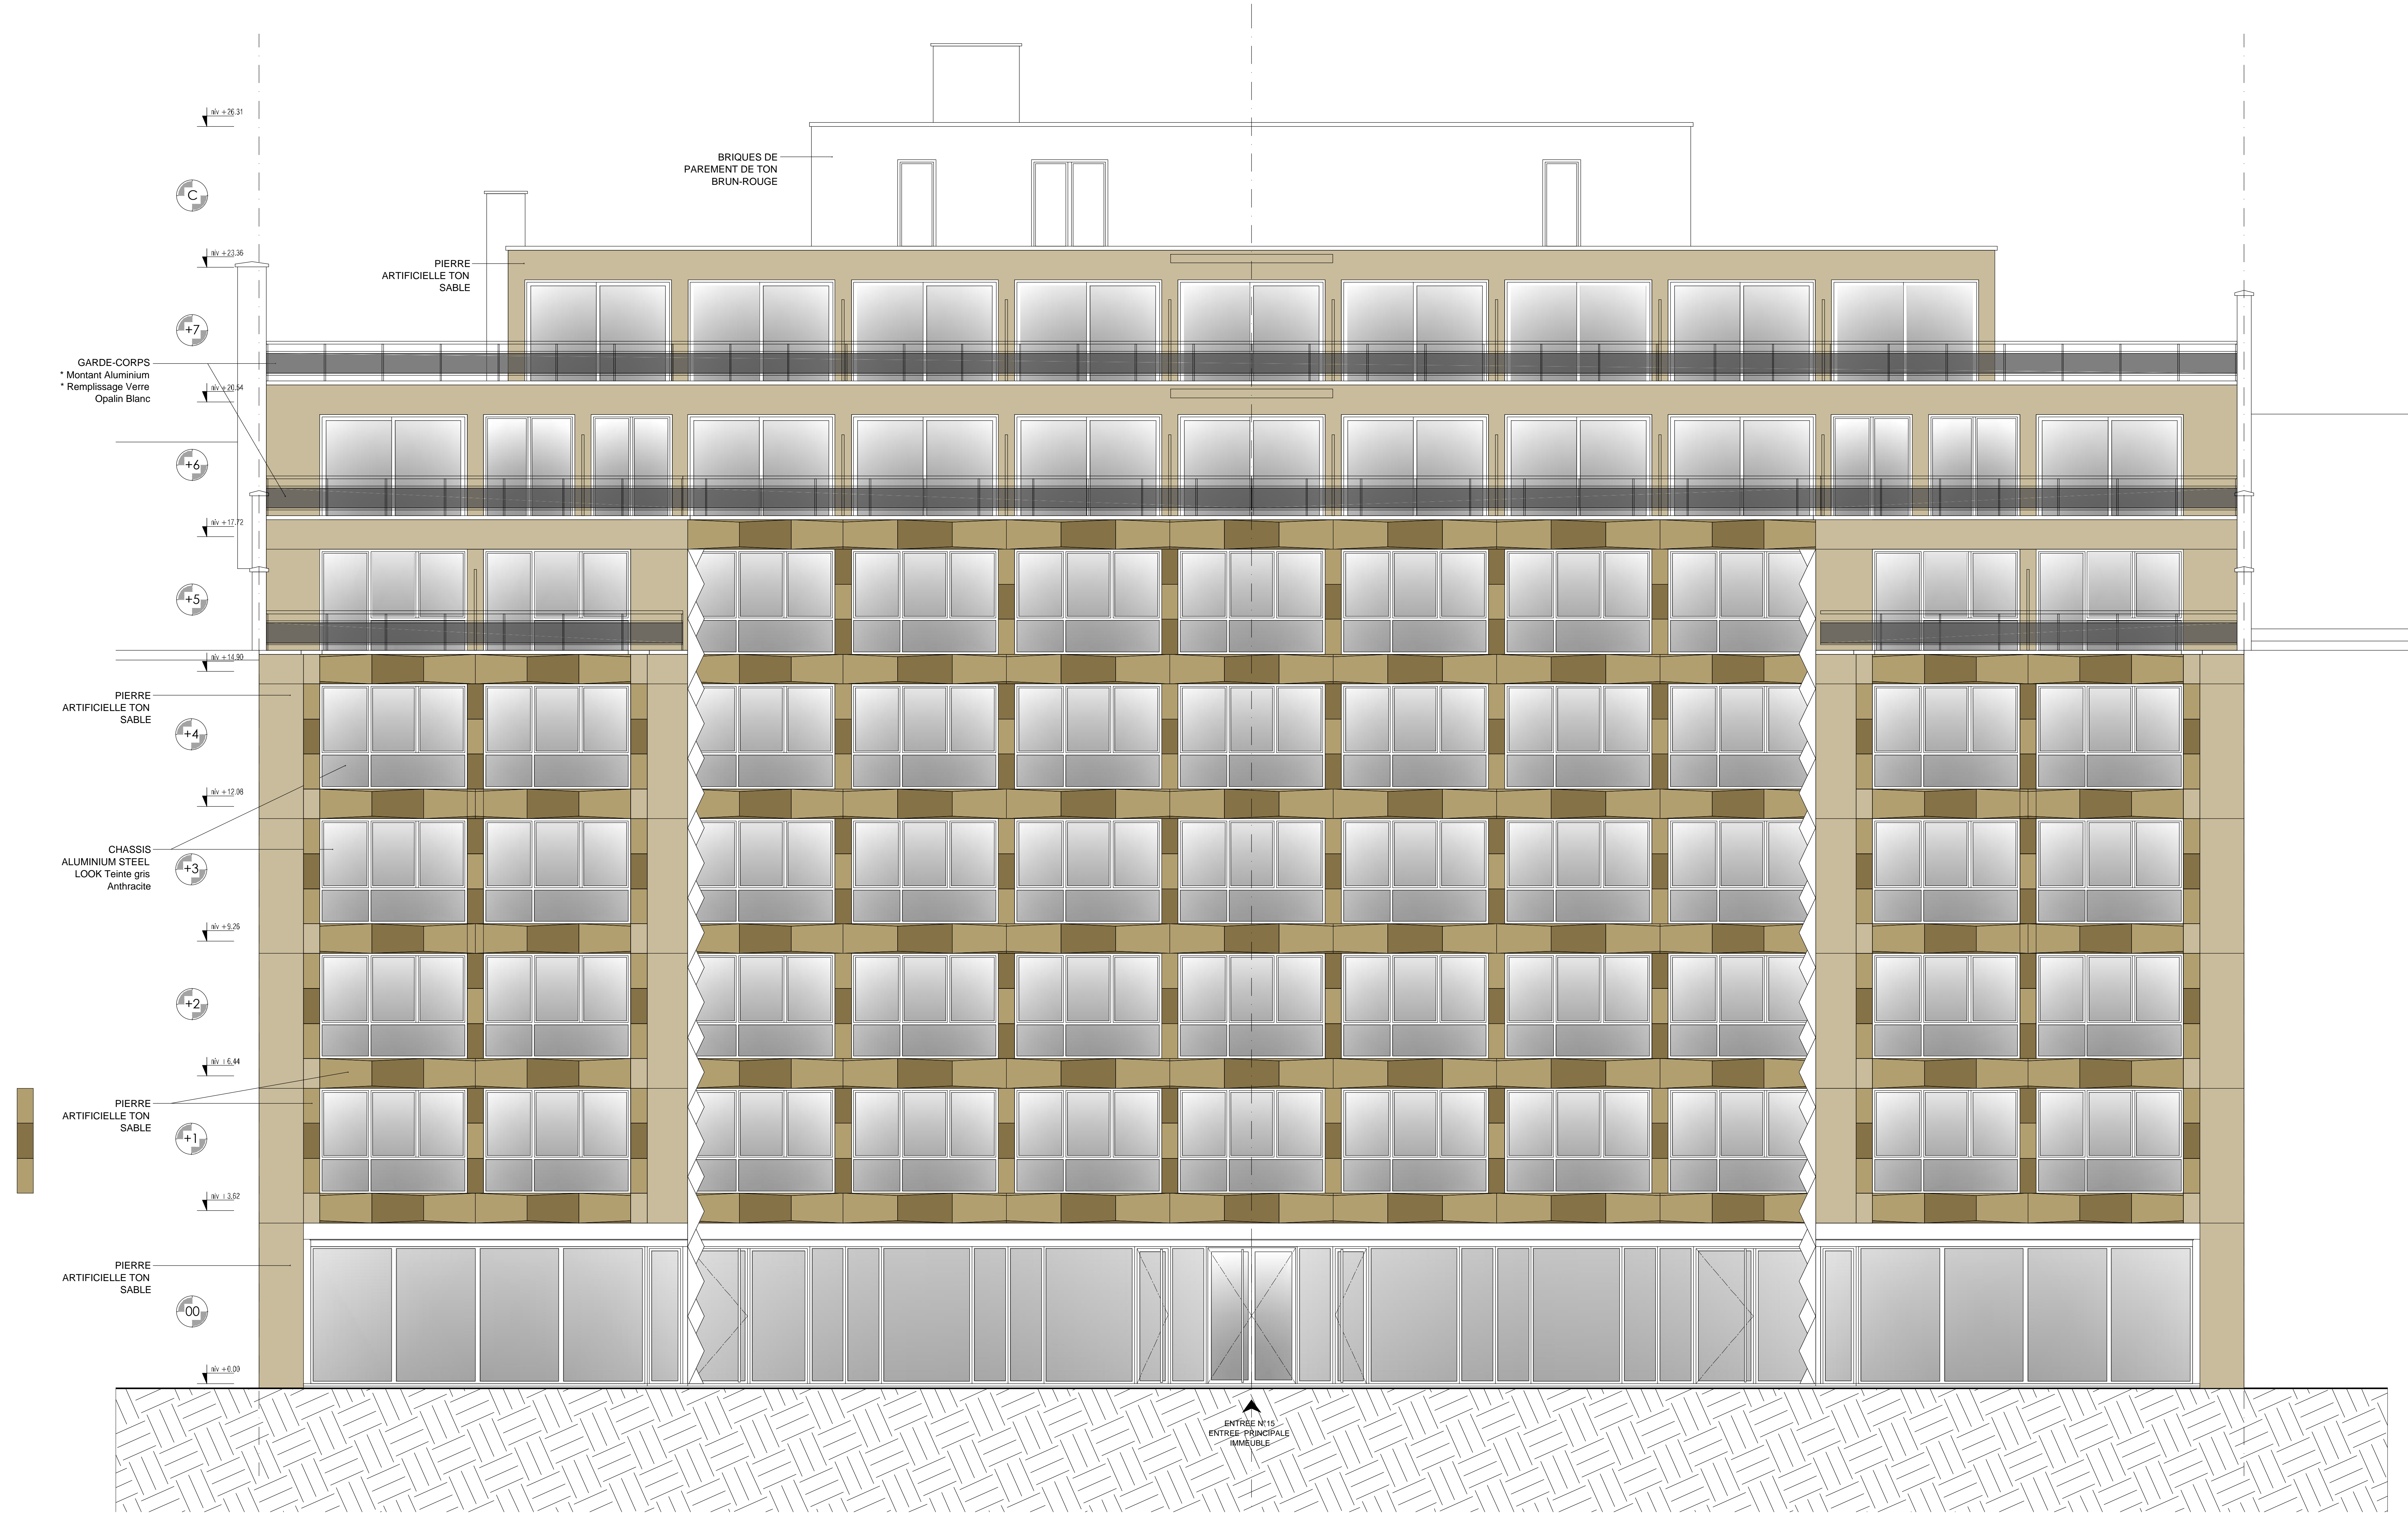 niv +26,31
BRIQUES DE
PAREMENT DE TON
BRUN-ROUGE
C
niv +23,36
PIERRE
ARTIFICIELLE TON
SABLE
+7
GARDE-CORPS
* Montant Aluminium
* Remplissage Verre
Opalin Blanc
niv +20,54
+6
niv +17,72
+5
niv +14,90
PIERRE
ARTIFICIELLE TON
SABLE
+4
niv +12,08
CHASSIS
ALUMINIUM STEEL
LOOK Teinte gris
Anthracite
+3
niv +9,26
+2
niv +6,44
PIERRE
ARTIFICIELLE TON
SABLE
+1
niv +3,62
PIERRE
ARTIFICIELLE TON
SABLE
00
niv +0,00
ENTREE N°15
ENTREE PRINCIPALE
IMMEUBLE